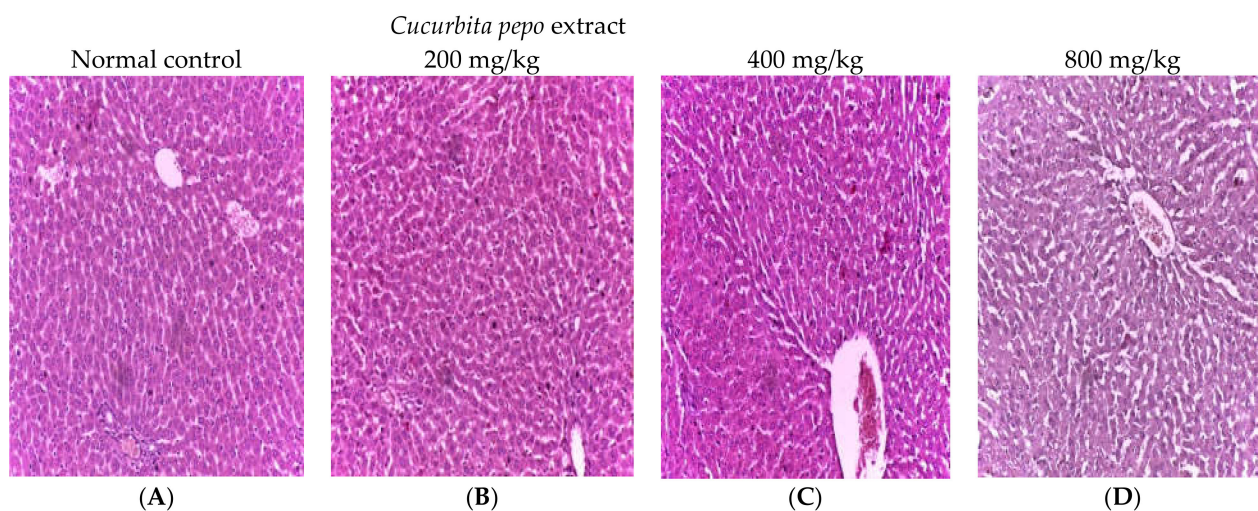 Cucurbita pepo extract
Normal control 200 mg/kg 400 mg/kg 800 mg/kg
(A) (B) (C) (D)